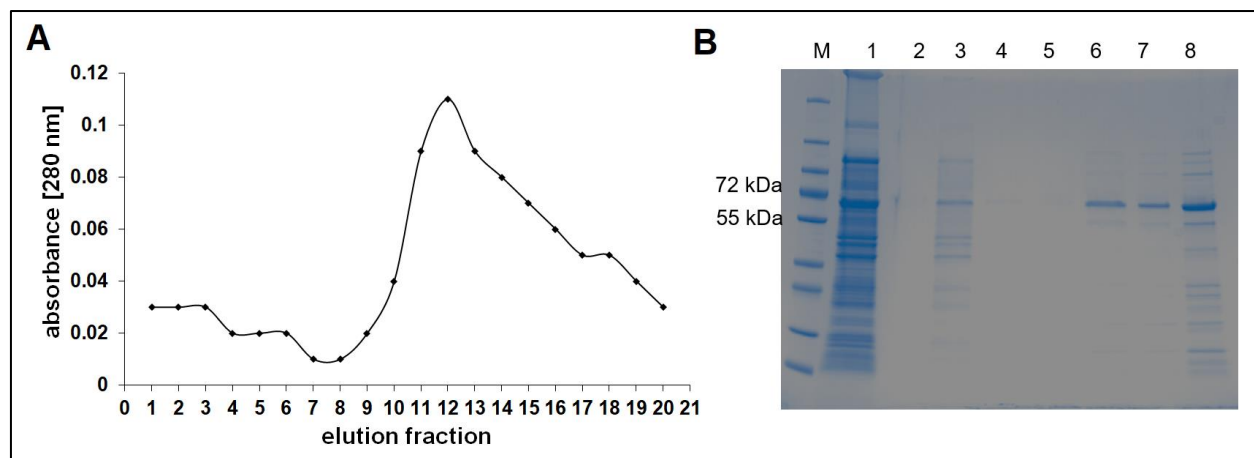 A
absorbance [280 nm]
0.12
0.1
0.08
0.06
0.04
0.02
0
0 1 2 3 4 5 6 7 8 9 10 11 12 13 14 15 16 17 18 19 20 21
elution fraction
B
M 1 2 3 4 5 6 7 8
72 kDa
55 kDa